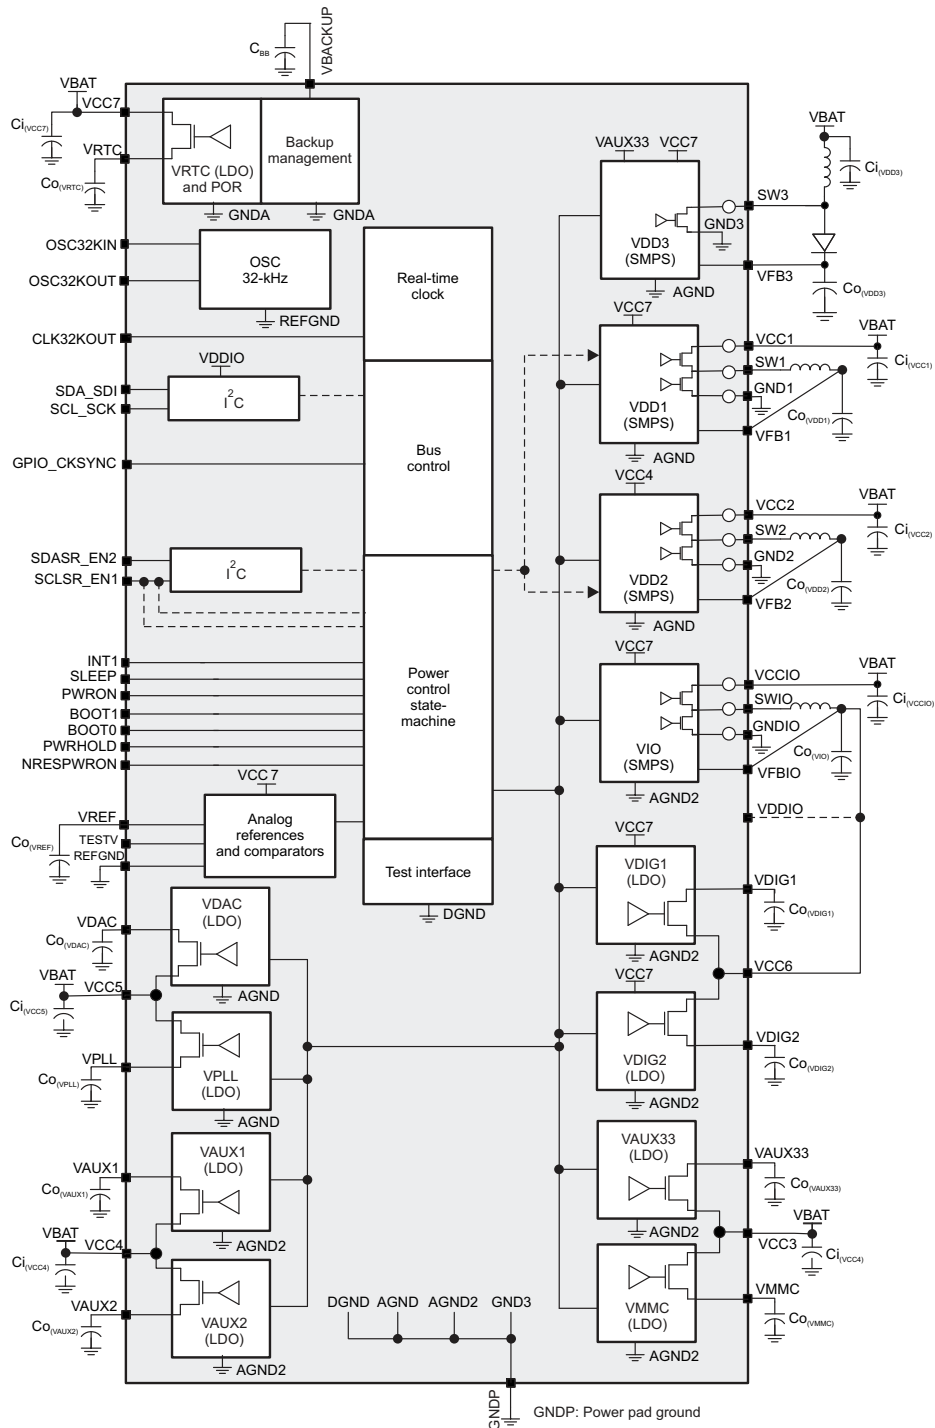 C BB
VBACKUP
VBAT
VCC7
Ci(VCC7)
VRTC
Co(VRTC)
VRTC (LDO)
and POR
Backup
management
GNDA
GNDA
OSC32KIN
OSC32KOUT
OSC
32-kHz
REFGND
CLK32KOUT
Real-time
clock
VDDIO
SDA_SDI
SCL_SCK
I2C
GPIO_CKSYNC
Bus
control
SDASR_EN2
SCLSR_EN1
I2C
INT1
SLEEP
PWRON
BOOT1
BOOT0
PWRHOLD
NRESPWRON
Power
control
state-
machine
VCC7
VREF
Co(VREF)
TESTV
REFGND
Analog
references
and comparators
Test interface
DGND
VDAC
Co(VDAC)
VDAC
(LDO)
AGND
VBAT
VCC5
Ci(VCC5)
VPLL
Co(VPLL)
VPLL
(LDO)
AGND
VAUX1
Co(VAUX1)
VAUX1
(LDO)
AGND2
VBAT
VCC4
Ci(VCC4)
VAUX2
Co(VAUX2)
VAUX2
(LDO)
AGND2
VAUX33
VCC7
VDD3
(SMPS)
GND3
AGND
SW3
VFB3
VBAT
Ci(VDD3)
Co(VDD3)
VCC7
VDD1
(SMPS)
AGND
VCC1
SW1
GND1
VFB1
VBAT
Ci(VCC1)
Co(VDD1)
VCC4
VDD2
(SMPS)
AGND
VCC2
SW2
GND2
VFB2
VBAT
Ci(VCC2)
Co(VDD2)
VCC7
VIO
(SMPS)
AGND2
VCCIO
SWIO
GNDIO
VFBIO
VBAT
Ci(VCCIO)
Co(VIO)
VDDIO
VCC7
VDIG1
(LDO)
AGND2
VDIG1
Co(VDIG1)
VCC6
VCC7
VDIG2
(LDO)
AGND2
VDIG2
Co(VDIG2)
VAUX33
(LDO)
AGND2
VAUX33
Co(VAUX33)
VBAT
VCC3
Ci(VCC4)
VMMC
(LDO)
AGND2
VMMC
Co(VMMC)
DGND
AGND
AGND2
GND3
GNDP
GNDP: Power pad ground